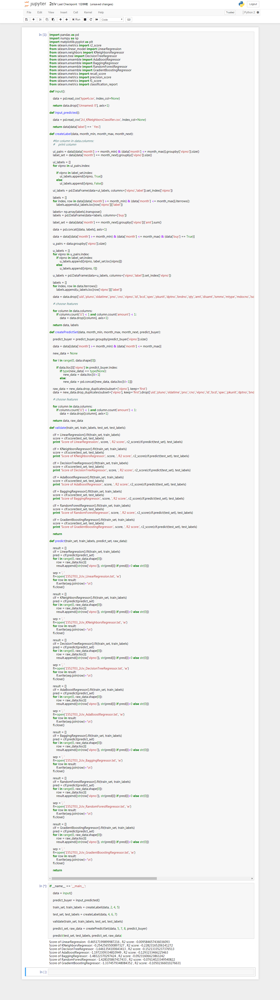 jupyter 2civ Last Checkpoint: 1分钟前 (unsaved changes) Logout
File Edit View Insert Cell Kernel Help Trusted Python 2
Run Code
In [1]: import pandas as pd
import numpy as np
import matplotlib.pyplot as plt
from sklearn.metrics import r2_score
from sklearn.linear_model import LinearRegression
from sklearn.neighbors import KNeighborsRegressor
from sklearn.tree import DecisionTreeRegressor
from sklearn.ensemble import AdaBoostRegressor
from sklearn.ensemble import BaggingRegressor
from sklearn.ensemble import RandomForestRegressor
from sklearn.ensemble import GradientBoostingRegressor
from sklearn.metrics import recall_score
from sklearn.metrics import precision_score
from sklearn.metrics import f1_score
from sklearn.metrics import classification_report
def input():
data = pd.read_csv('type4.csv', index_col=None)
return data.drop(['Unnamed: 0'], axis=1)
def input_predicted():
data = pd.read_csv('2ci_KNeighborsClassifier.csv', index_col=None)
return data[data['label'] == ' Yes']
def createLabel(data, month_min, month_max, month_next):
#for column in data.columns:
# print column
ui_pairs = data[(data['month'] >= month_min) & (data['month'] <= month_max)].groupby(['vipno']).size()
label_set = data[data['month'] == month_next].groupby(['vipno']).size()
ui_labels = []
for vipno in ui_pairs.index:
if vipno in label_set.index:
ui_labels.append([vipno, True])
else:
ui_labels.append([vipno, False])
ui_labels = pd.DataFrame(data=ui_labels, columns=['vipno','label']).set_index(['vipno'])
labels = []
for index, row in data[(data['month'] >= month_min) & (data['month'] <= month_max)].iterrows():
labels.append(ui_labels.loc[row['vipno']]['label'])
labels= np.array(labels).transpose()
labels = pd.DataFrame(data=labels, columns=['buy'])
label_set = data[data['month'] == month_next].groupby(['vipno'])['amt'].sum()
data = pd.concat([data, labels], axis=1)
data = data[(data['month'] >= month_min) & (data['month'] <= month_max) & (data['buy'] == True)]
u_pairs = data.groupby(['vipno']).size()
u_labels = []
for vipno in u_pairs.index:
if vipno in label_set.index:
u_labels.append([vipno, label_set.loc[vipno]])
else:
u_labels.append([vipno, 0])
u_labels = pd.DataFrame(data=u_labels, columns=['vipno','label']).set_index(['vipno'])
labels = []
for index, row in data.iterrows():
labels.append(u_labels.loc[row['vipno']]['label'])
data = data.drop(['uid','pluno','sldatime','pno','cno','vipno','id','bcd','spec','pkunit','dptno','bndno','qty','amt','disamt','ismmx','mtype','mdocno','isd
# choose features
for column in data.columns:
if column.count('U') < 1 and column.count('amount') < 1:
data = data.drop([column], axis=1)
return data, labels
def createPredictSet(data, month_min, month_max, month_next, predict_buyer):
predict_buyer = predict_buyer.groupby(predict_buyer['vipno']).size()
data = data[(data['month'] >= month_min) & (data['month'] <= month_max)]
new_data = None
for i in range(0, data.shape[0]):
if data.iloc[i]['vipno'] in predict_buyer.index:
if type(new_data) == type(None):
new_data = data.iloc[i:i+1]
else:
new_data = pd.concat([new_data, data.iloc[i:i+1]])
raw_data = new_data.drop_duplicates(subset=['vipno'], keep='first')
data = new_data.drop_duplicates(subset=['vipno'], keep='first').drop(['uid','pluno','sldatime','pno','cno','vipno','id','bcd','spec','pkunit','dptno','bnd
# choose features
for column in data.columns:
if column.count('U') < 1 and column.count('amount') < 1:
data = data.drop([column], axis=1)
return data, raw_data
def validate(train_set, train_labels, test_set, test_labels):
clf = LinearRegression().fit(train_set, train_labels)
score = clf.score(test_set, test_labels)
print 'Score of LinearRegression:', score, ', R2 score:', r2_score(clf.predict(test_set), test_labels)
clf = KNeighborsRegressor().fit(train_set, train_labels)
score = clf.score(test_set, test_labels)
print 'Score of KNeighborsRegressor:', score, ', R2 score:', r2_score(clf.predict(test_set), test_labels)
clf = DecisionTreeRegressor().fit(train_set, train_labels)
score = clf.score(test_set, test_labels)
print 'Score of DecisionTreeRegressor:', score, ', R2 score:', r2_score(clf.predict(test_set), test_labels)
clf = AdaBoostRegressor().fit(train_set, train_labels)
score = clf.score(test_set, test_labels)
print 'Score of AdaBoostRegressor:', score, ', R2 score:', r2_score(clf.predict(test_set), test_labels)
clf = BaggingRegressor().fit(train_set, train_labels)
score = clf.score(test_set, test_labels)
print 'Score of BaggingRegressor:', score, ', R2 score:', r2_score(clf.predict(test_set), test_labels)
clf = RandomForestRegressor().fit(train_set, train_labels)
score = clf.score(test_set, test_labels)
print 'Score of RandomForestRegressor:', score, ', R2 score:', r2_score(clf.predict(test_set), test_labels)
clf = GradientBoostingRegressor().fit(train_set, train_labels)
score = clf.score(test_set, test_labels)
print 'Score of GradientBoostingRegressor:', score, ', R2 score:', r2_score(clf.predict(test_set), test_labels)
return
def predict(train_set, train_labels, predict_set, raw_data):
result = []
clf = LinearRegression().fit(train_set, train_labels)
pred = clf.predict(predict_set)
for i in range(0, raw_data.shape[0]):
row = raw_data.iloc[i]
result.append([str(row['vipno']), str(pred[i]) if pred[i]>0 else str(0)])
sep = ', '
fl=open('1552703_2civ_LinearRegression.txt', 'w')
for row in result:
fl.write(sep.join(row)+'\n')
fl.close()
result = []
clf = KNeighborsRegressor().fit(train_set, train_labels)
pred = clf.predict(predict_set)
for i in range(0, raw_data.shape[0]):
row = raw_data.iloc[i]
result.append([str(row['vipno']), str(pred[i]) if pred[i]>0 else str(0)])
sep = ', '
fl=open('1552703_2civ_KNeighborsRegressor.txt', 'w')
for row in result:
fl.write(sep.join(row)+'\n')
fl.close()
result = []
clf = DecisionTreeRegressor().fit(train_set, train_labels)
pred = clf.predict(predict_set)
for i in range(0, raw_data.shape[0]):
row = raw_data.iloc[i]
result.append([str(row['vipno']), str(pred[i]) if pred[i]>0 else str(0)])
sep = ', '
fl=open('1552703_2civ_DecisionTreeRegressor.txt', 'w')
for row in result:
fl.write(sep.join(row)+'\n')
fl.close()
result = []
clf = AdaBoostRegressor().fit(train_set, train_labels)
pred = clf.predict(predict_set)
for i in range(0, raw_data.shape[0]):
row = raw_data.iloc[i]
result.append([str(row['vipno']), str(pred[i]) if pred[i]>0 else str(0)])
sep = ', '
fl=open('1552703_2civ_AdaBoostRegressor.txt', 'w')
for row in result:
fl.write(sep.join(row)+'\n')
fl.close()
result = []
clf = BaggingRegressor().fit(train_set, train_labels)
pred = clf.predict(predict_set)
for i in range(0, raw_data.shape[0]):
row = raw_data.iloc[i]
result.append([str(row['vipno']), str(pred[i]) if pred[i]>0 else str(0)])
sep = ', '
fl=open('1552703_2civ_BaggingRegressor.txt', 'w')
for row in result:
fl.write(sep.join(row)+'\n')
fl.close()
result = []
clf = RandomForestRegressor().fit(train_set, train_labels)
pred = clf.predict(predict_set)
for i in range(0, raw_data.shape[0]):
row = raw_data.iloc[i]
result.append([str(row['vipno']), str(pred[i]) if pred[i]>0 else str(0)])
sep = ', '
fl=open('1552703_2civ_RandomForestRegressor.txt', 'w')
for row in result:
fl.write(sep.join(row)+'\n')
fl.close()
result = []
clf = GradientBoostingRegressor().fit(train_set, train_labels)
pred = clf.predict(predict_set)
for i in range(0, raw_data.shape[0]):
row = raw_data.iloc[i]
result.append([str(row['vipno']), str(pred[i]) if pred[i]>0 else str(0)])
sep = ', '
fl=open('1552703_2civ_GradientBoostingRegressor.txt', 'w')
for row in result:
fl.write(sep.join(row)+'\n')
fl.close()
return
In [*]: if __name__ == '__main__':
data = input()
predict_buyer = input_predicted()
train_set, train_labels = createLabel(data, 2, 4, 5)
test_set, test_labels = createLabel(data, 4, 6, 7)
validate(train_set, train_labels, test_set, test_labels)
predict_set, raw_data = createPredictSet(data, 5, 7, 8, predict_buyer)
predict(test_set, test_labels, predict_set, raw_data)
Score of LinearRegression: -0.46517199899987216 , R2 score: -0.009584657436036093
Score of KNeighborsRegressor: -0.2542565500897327 , R2 score: -0.22823165206141272
Score of DecisionTreeRegressor: -1.6461354100643413 , R2 score: -0.15213335237376513
Score of AdaBoostRegressor: -1.1972309334810949 , R2 score: -0.1293233466225463
Score of BaggingRegressor: -1.48322370297424 , R2 score: -0.09231606623863242
Score of RandomForestRegressor: -1.428105867417433 , R2 score: -0.07614023349540822
Score of GradientBoostingRegressor: -1.3374579348084352 , R2 score: -0.10502366010276631
In [ ]: